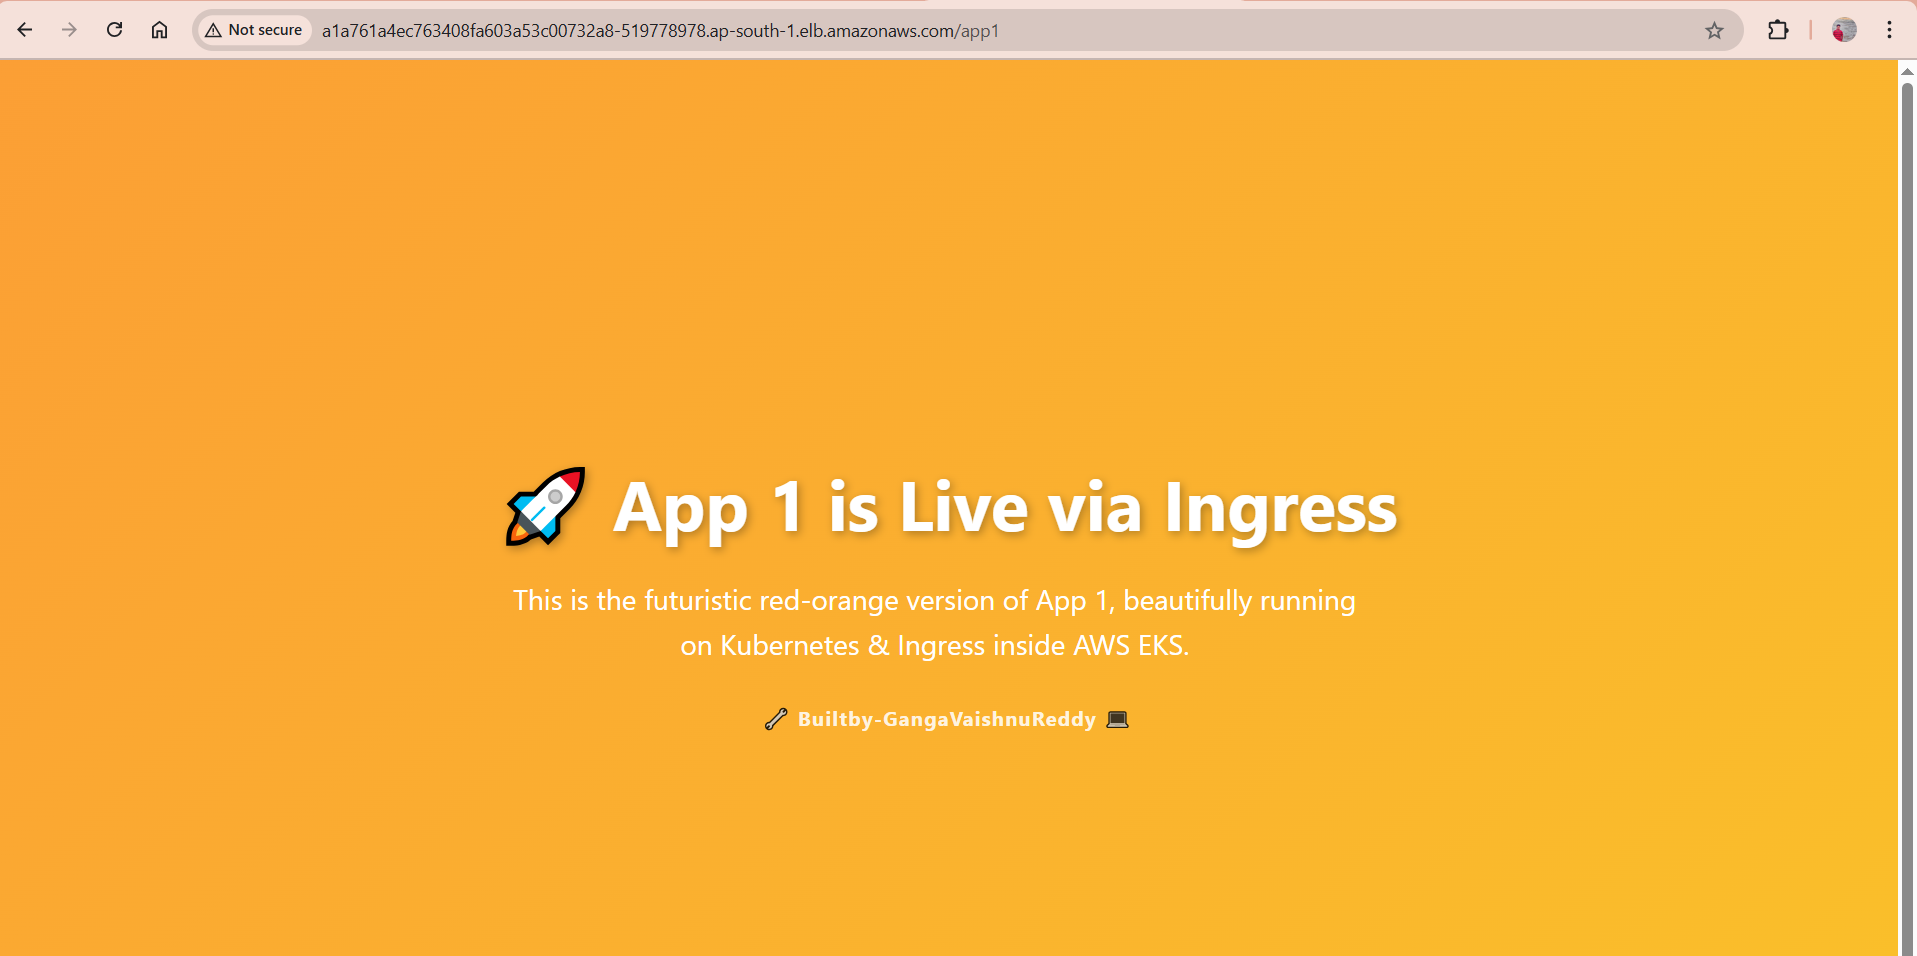 Not secure
a1a761a4ec763408fa603a53c00732a8-519778978.ap-south-1.elb.amazonaws.com/app1
🚀 App 1 is Live via Ingress
This is the futuristic red-orange version of App 1, beautifully running
on Kubernetes & Ingress inside AWS EKS.
🔧 Builtby-GangaVaishnuReddy 💻